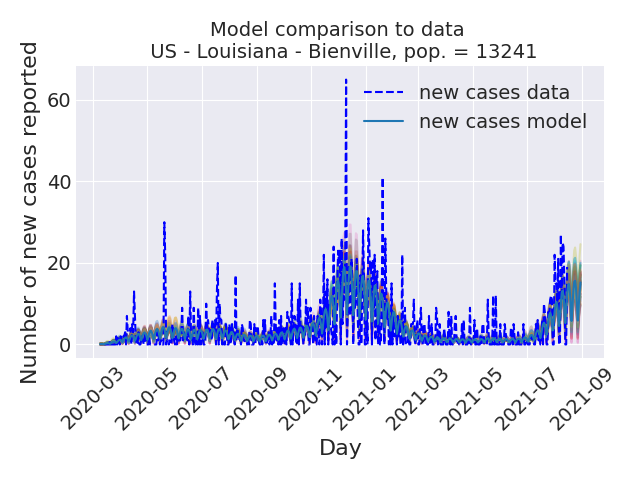 Model comparison to data
US - Louisiana - Bienville, pop. = 13241
new cases data
new cases model
Number of new cases reported
60
40
20
0
2020-03
2020-05
2020-07
2020-09
2020-11
2021-01
2021-03
2021-05
2021-07
2021-09
Day